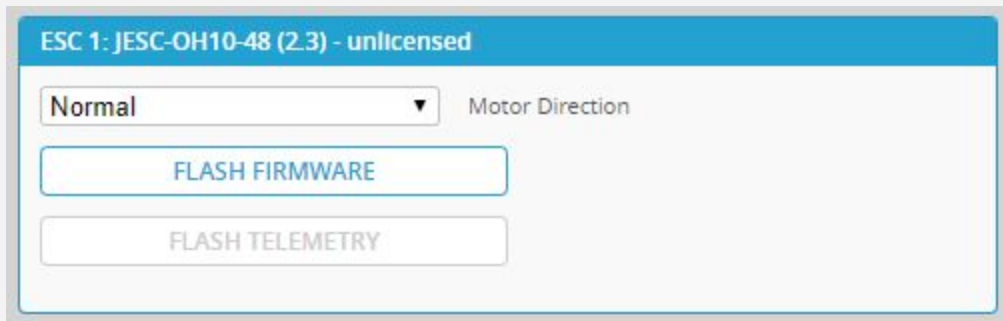 ESC 1: JESC-OH10-48 (2.3) - unlicensed
Normal Motor Direction
FLASH FIRMWARE
FLASH TELEMETRY